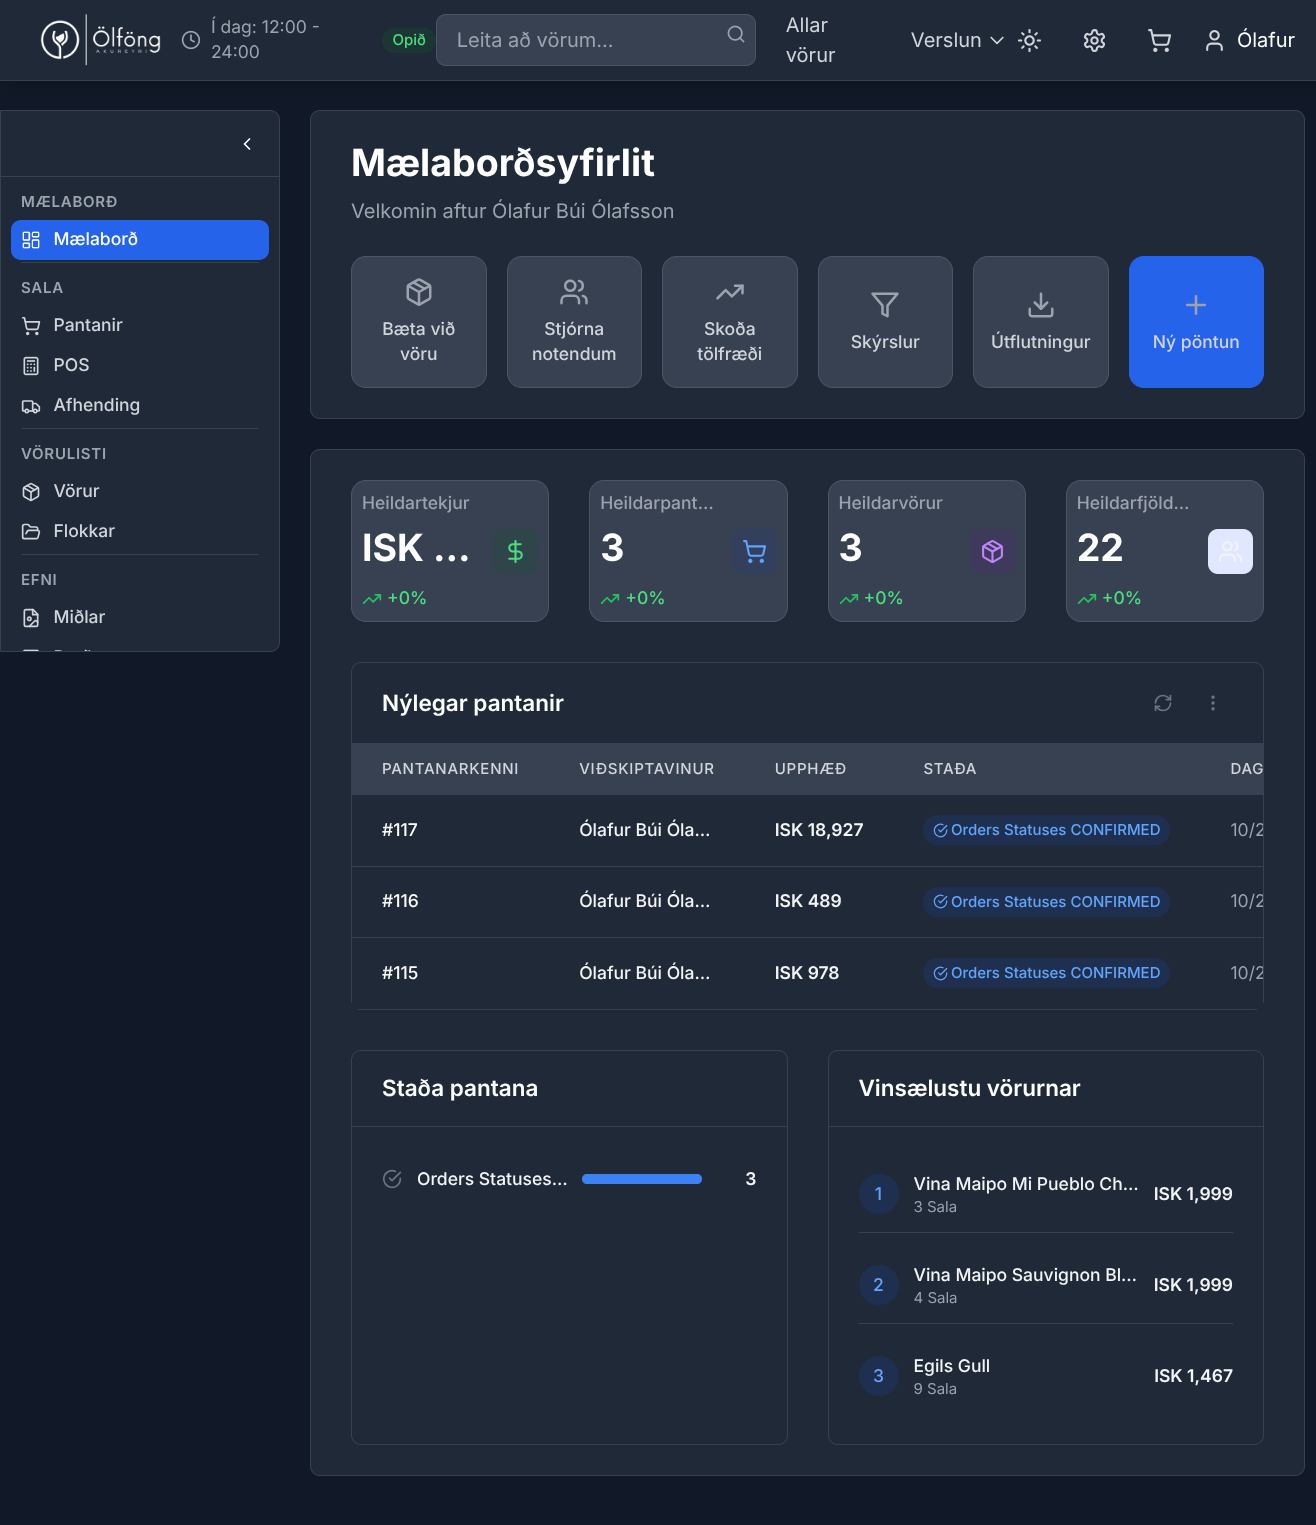 Ölföng
AKUREYRI
Í dag: 12:00 -
24:00
Opið
Leita að vörum...
Allar
vörur
Verslun
Ólafur
MÆLABORÐ
Mælaborð
SALA
Pantanir
POS
Afhending
VÖRULISTI
Vörur
Flokkar
EFNI
Miðlar
Mælaborðsyfirlit
Velkomin aftur Ólafur Búi Ólafsson
Bæta við
vöru
Stjórna
notendum
Skoða
tölfræði
Skýrslur
Útflutningur
Ný pöntun
Heildartekjur
ISK ...
+0%
Heildarpant...
3
+0%
Heildarvörur
3
+0%
Heildarfjöld...
22
+0%
Nýlegar pantanir
PANTANARKENNI VIÐSKIPTAVINUR UPPHÆÐ STAÐA DAG
#117 Ólafur Búi Óla... ISK 18,927 Orders Statuses CONFIRMED 10/2
#116 Ólafur Búi Óla... ISK 489 Orders Statuses CONFIRMED 10/2
#115 Ólafur Búi Óla... ISK 978 Orders Statuses CONFIRMED 10/2
Staða pantana
Orders Statuses... 3
Vinsælustu vörurnar
1 Vina Maipo Mi Pueblo Ch... ISK 1,999
3 Sala
2 Vina Maipo Sauvignon Bl... ISK 1,999
4 Sala
3 Egils Gull ISK 1,467
9 Sala